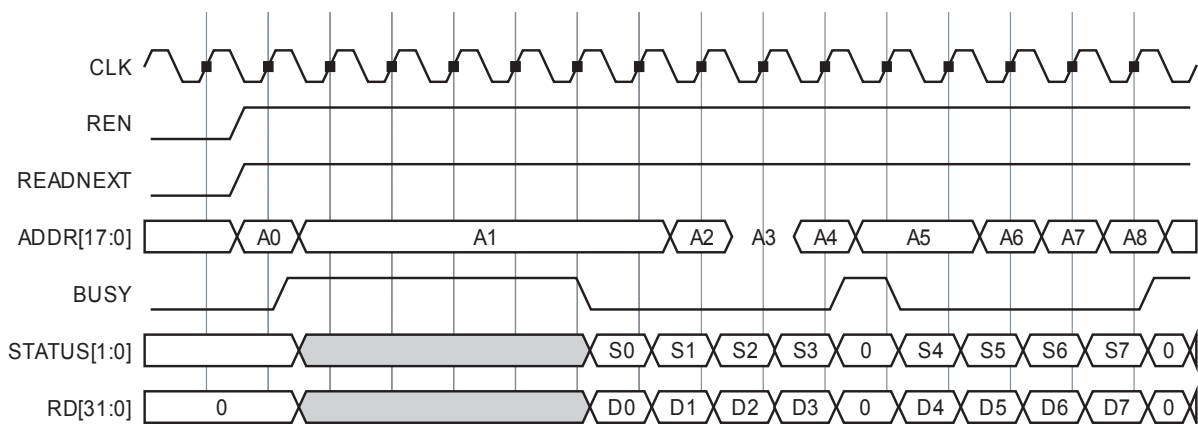 CLK
REN
READNEXT
ADDR[17:0] A0 A1 A2 A3 A4 A5 A6 A7 A8
BUSY
STATUS[1:0] S0 S1 S2 S3 0 S4 S5 S6 S7 0
RD[31:0] 0 D0 D1 D2 D3 0 D4 D5 D6 D7 0